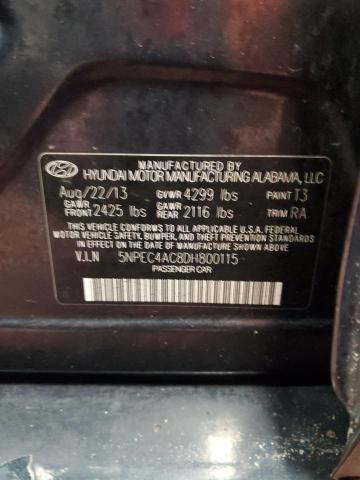 MANUFACTURED BY
HYUNDAI MOTOR MANUFACTURING ALABAMA, LLC
Aug/22/13 GVWR 4299 lbs PAINT T3
GAWR FRONT 2425 lbs GAWR REAR 2116 lbs TRIM RA
THIS VEHICLE CONFORMS TO ALL APPLICABLE U.S. FEDERAL
MOTOR VEHICLE SAFETY, BUMPER, AND THEFT PREVENTION
STANDARDS IN EFFECT ON THE DATE OF MANUFACTURE SHOWN ABOVE
V.I.N 5NPEC4AC8DH800115
PASSENGER CAR